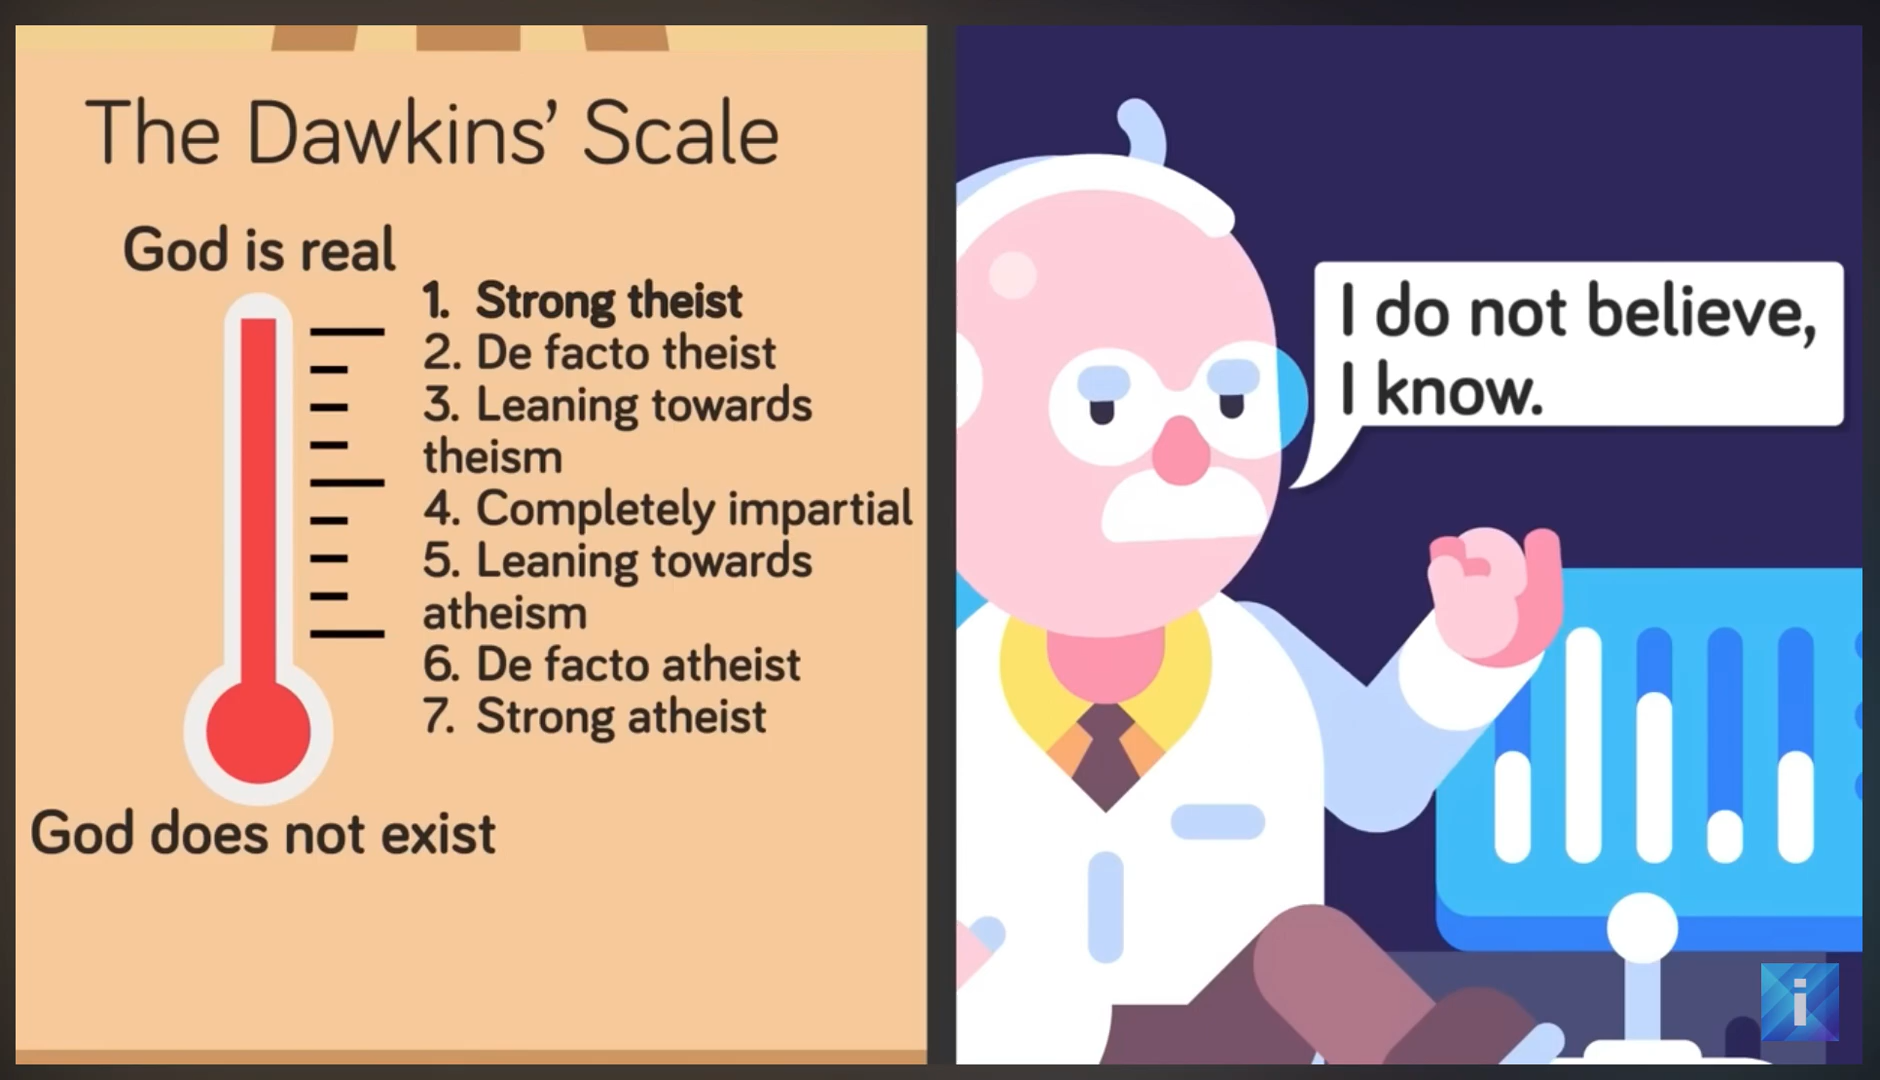 The Dawkins’ Scale
God is real
1. Strong theist
2. De facto theist
3. Leaning towards
theism
4. Completely impartial
5. Leaning towards
atheism
6. De facto atheist
7. Strong atheist
God does not exist
I do not believe,
I know.
i